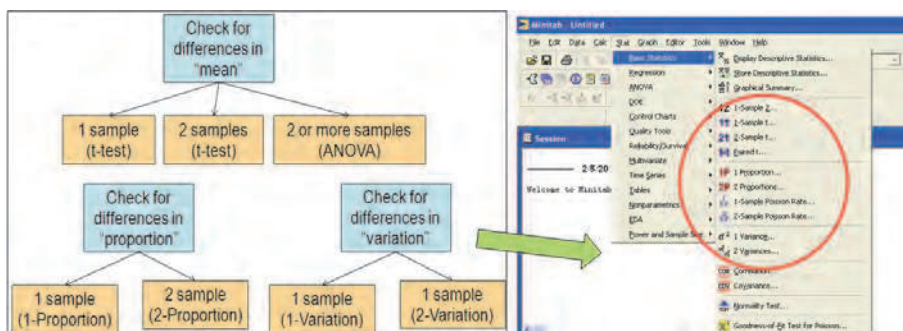 Check for
differences in
"mean"
1 sample
(t-test)
2 samples
(t-test)
2 or more samples
(ANOVA)
Check for
differences in
"proportion"
Check for
differences in
"variation"
1 sample
(1-Proportion)
2 sample
(2-Proportion)
1 sample
(1-Variation)
1 sample
(2-Variation)
Minitab - Untitled
File Edit Data Calc Stat Graph Editor Tools Window Help
Basic Statistics
Regression
ANOVA
DOE
Control Charts
Quality Tools
Reliability/Survival
Multivariate
Time Series
Tables
Nonparametrics
EDA
Power and Sample Size
Display Descriptive Statistics...
Store Descriptive Statistics...
Graphical Summary...
1-Sample Z...
1-Sample t...
2-Sample t...
Paired t...
1 Proportion...
2 Proportions...
1-Sample Poisson Rate...
2-Sample Poisson Rate...
1 Variance...
2 Variances...
Correlation...
Covariance...
Normality Test...
Goodness-of-Fit Test for Poisson...
Session
2/5/20
Welcome to Minitab